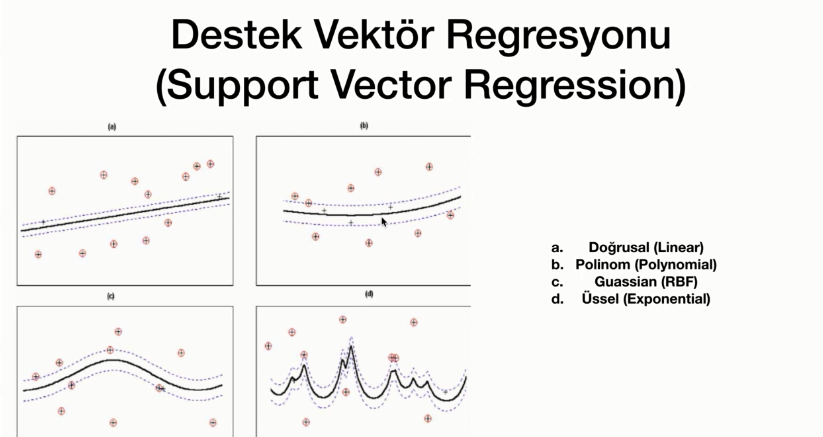 Destek Vektör Regresyonu
(Support Vector Regression)
(a)
(b)
(c)
(d)
a. Doğrusal (Linear)
b. Polinom (Polynomial)
c. Guassian (RBF)
d. Üssel (Exponential)